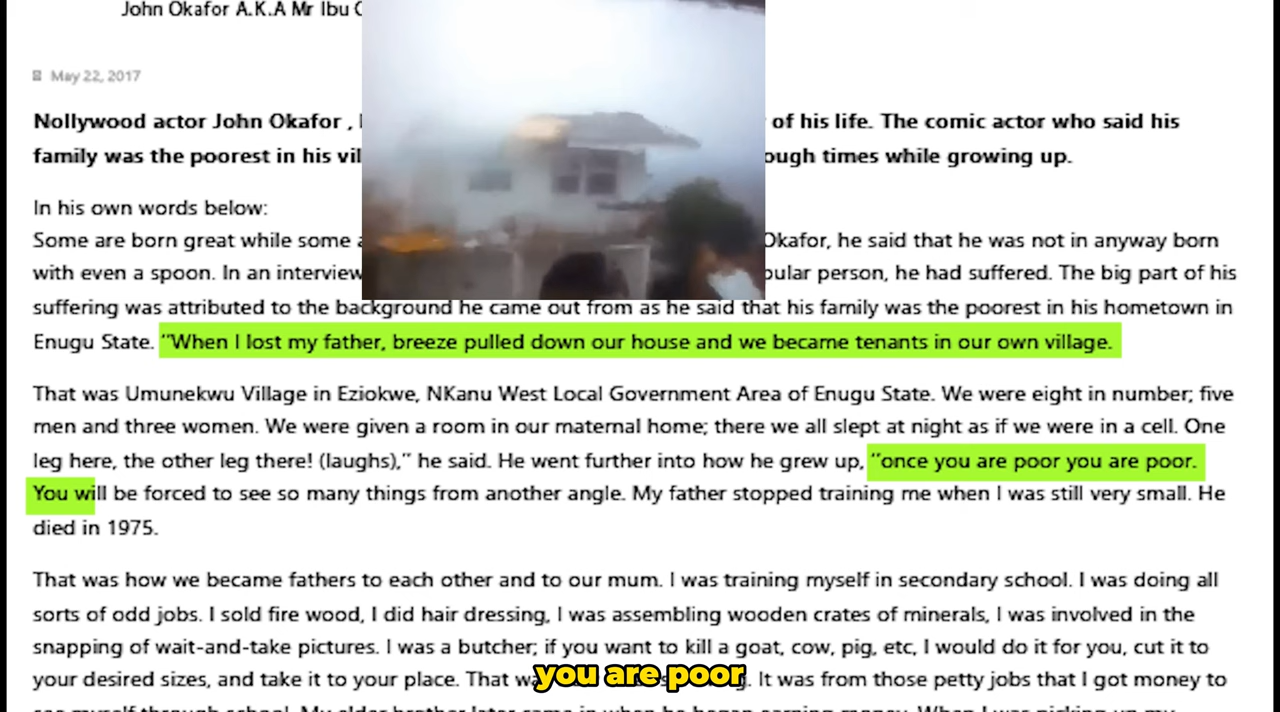 John Okafor A.K.A Mr Ibu
May 22, 2017
Nollywood actor John Okafor , of his life. The comic actor who said his
family was the poorest in his ough times while growing up.
In his own words below:
Some are born great while some Okafor, he said that he was not in anyway born
with even a spoon. In an interview pular person, he had suffered. The big part of his
suffering was attributed to the background he came out from as he said that his family was the poorest in his hometown in
Enugu State. "When I lost my father, breeze pulled down our house and we became tenants in our own village.
That was Umunekwu Village in Eziokwe, NKanu West Local Government Area of Enugu State. We were eight in number; five
men and three women. We were given a room in our maternal home; there we all slept at night as if we were in a cell. One
leg here, the other leg there! (laughs)," he said. He went further into how he grew up, "once you are poor you are poor.
You will be forced to see so many things from another angle. My father stopped training me when I was still very small. He
died in 1975.
That was how we became fathers to each other and to our mum. I was training myself in secondary school. I was doing all
sorts of odd jobs. I sold fire wood, I did hair dressing, I was assembling wooden crates of minerals, I was involved in the
snapping of wait-and-take pictures. I was a butcher; if you want to kill a goat, cow, pig, etc, I would do it for you, cut it to
your desired sizes, and take it to your place. That It was from those petty jobs that I got money to
you are poor